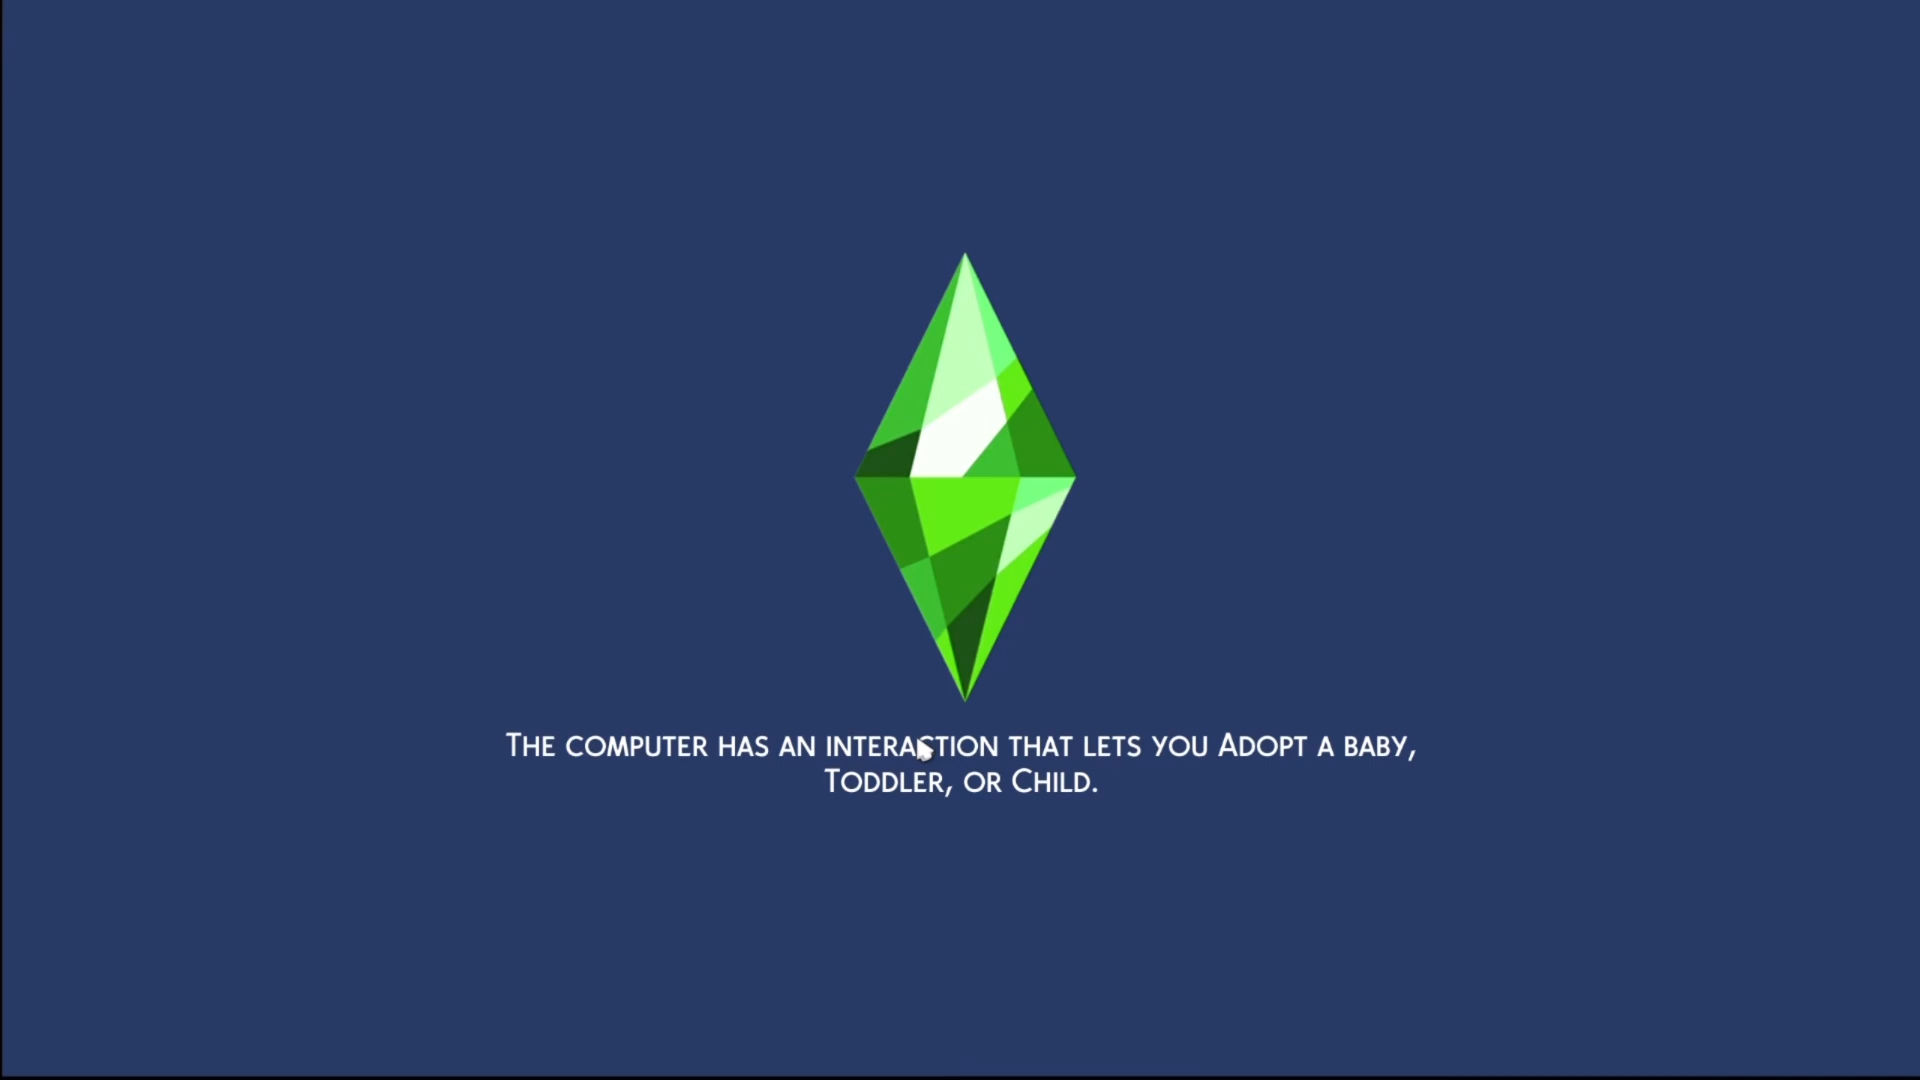 The computer has an interaction that lets you Adopt a baby,
Toddler, or Child.